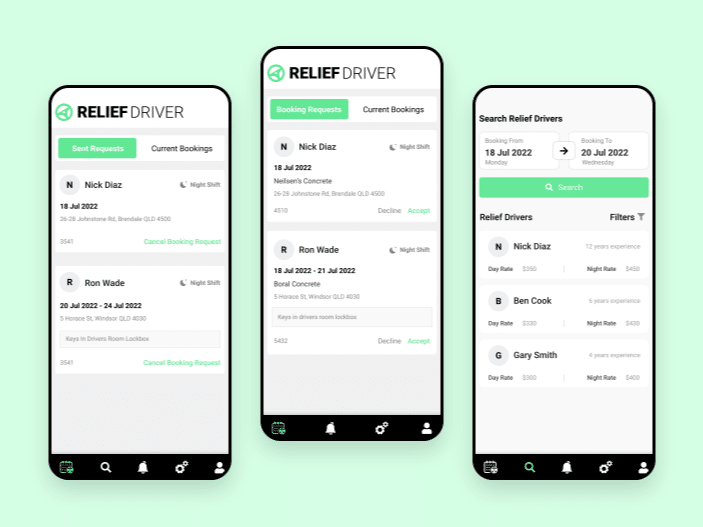 RELIEF DRIVER
Sent Requests
Current Bookings
N
Nick Diaz
Night Shift
18 Jul 2022
26-28 Johnstone Rd, Brendale QLD 4500
3541
Cancel Booking Request
R
Ron Wade
Night Shift
20 Jul 2022 - 24 Jul 2022
5 Horace St, Windsor QLD 4030
Keys In Drivers Room Lockbox
3541
Cancel Booking Request
RELIEF DRIVER
Booking Requests
Current Bookings
N
Nick Diaz
Night Shift
18 Jul 2022
Neilsen's Concrete
26-28 Johnstone Rd, Brendale QLD 4500
4510
Decline
Accept
R
Ron Wade
Night Shift
18 Jul 2022 - 21 Jul 2022
Boral Concrete
5 Horace St, Windsor QLD 4030
Keys in drivers room lockbox
5432
Decline
Accept
Search Relief Drivers
Booking From
18 Jul 2022
Monday
Booking To
20 Jul 2022
Wednesday
Search
Relief Drivers
Filters
N
Nick Diaz
12 years experience
Day Rate
$350
Night Rate
$450
B
Ben Cook
6 years experience
Day Rate
$330
Night Rate
$430
G
Gary Smith
4 years experience
Day Rate
$300
Night Rate
$400